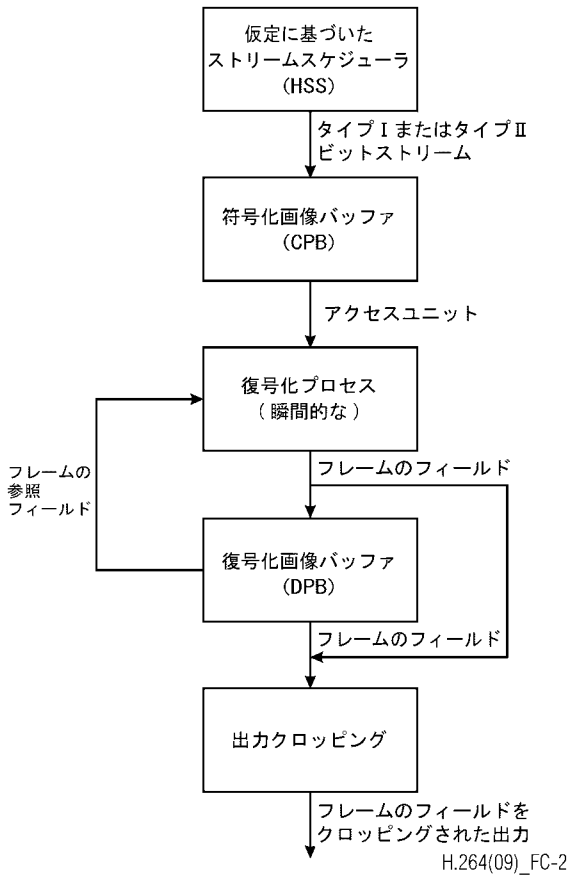 仮定に基づいた
ストリームスケジューラ
(HSS)
タイプⅠまたはタイプⅡ
ビットストリーム
符号化画像バッファ
(CPB)
アクセスユニット
復号化プロセス
(瞬間的な)
フレームのフィールド
フレームの
参照
フィールド
復号化画像バッファ
(DPB)
フレームのフィールド
出力クロッピング
フレームのフィールドを
クロッピングされた出力
H.264(09)_FC-2